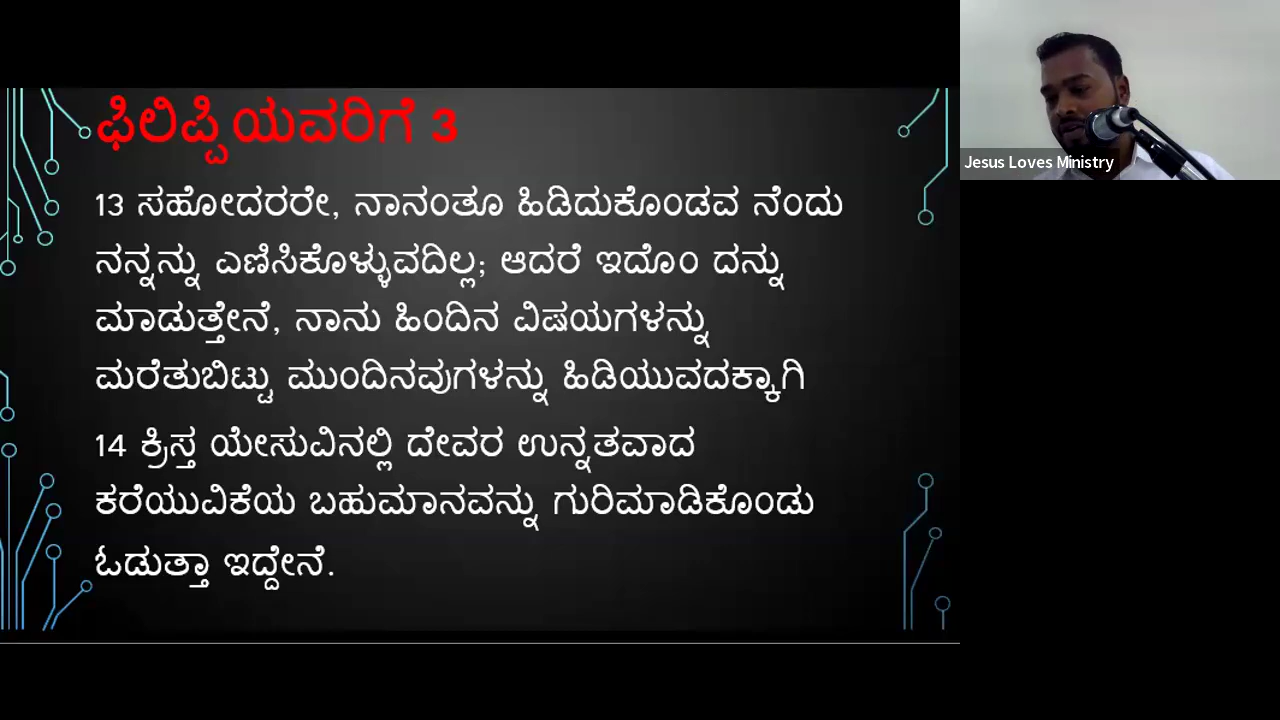 ಫಿಲಿಪ್ಪಿಯವರಿಗೆ 3
13 ಸಹೋದರರೇ, ನಾನಂತೂ ಹಿಡಿದುಕೊಂಡವ ನೆಂದು
ನನ್ನನ್ನು ಎಣಿಸಿಕೊಳ್ಳುವದಿಲ್ಲ; ಆದರೆ ಇದೊಂ ದನ್ನು
ಮಾಡುತ್ತೇನೆ, ನಾನು ಹಿಂದಿನ ವಿಷಯಗಳನ್ನು
ಮರೆತುಬಿಟ್ಟು ಮುಂದಿನವುಗಳನ್ನು ಹಿಡಿಯುವದಕ್ಕಾಗಿ
14 ಕ್ರಿಸ್ತ ಯೇಸುವಿನಲ್ಲಿ ದೇವರ ಉನ್ನತವಾದ
ಕರೆಯುವಿಕೆಯ ಬಹುಮಾನವನ್ನು ಗುರಿಮಾಡಿಕೊಂಡು
ಓಡುತ್ತಾ ಇದ್ದೇನೆ.
Jesus Loves Ministry